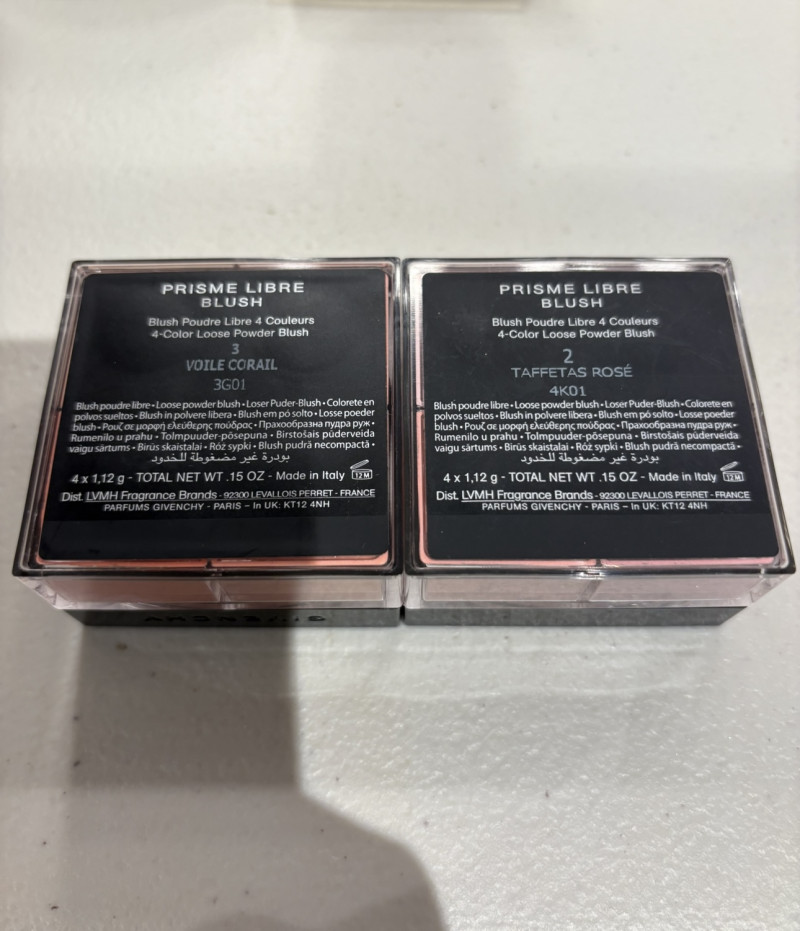 PRISME LIBRE
BLUSH
Blush Poudre Libre 4 Couleurs
4-Color Loose Powder Blush
3
VOILE CORAIL
3G01
Blush poudre libre • Loose powder blush • Loser Puder-Blush • Colorete en
polvos sueltos • Blush in polvere libera • Blush em pó solto • Losse poeder
blush • Ρουζ σε μορφή ελεύθερης πούδρας • Прахообразна пудра руж •
Rumenilo u prahu • Tolmpuuder-põsepuna • Birstošais pūderveida
vaigu sārtums • Birūs skaistalai • Róż sypki • Blush pudră necompactă •
بودرة غير مضغوطة للخدود
4 x 1,12 g - TOTAL NET WT .15 OZ - Made in Italy 12M
Dist. LVMH Fragrance Brands - 92300 LEVALLOIS PERRET - FRANCE
PARFUMS GIVENCHY - PARIS – In UK: KT12 4NH
PRISME LIBRE
BLUSH
Blush Poudre Libre 4 Couleurs
4-Color Loose Powder Blush
2
TAFFETAS ROSÉ
4K01
Blush poudre libre • Loose powder blush • Loser Puder-Blush • Colorete en
polvos sueltos • Blush in polvere libera • Blush em pó solto • Losse poeder
blush • Ρουζ σε μορφή ελεύθερης πούδρας • Прахообразна пудра руж •
Rumenilo u prahu • Tolmpuuder-põsepuna • Birstošais pūderveida
vaigu sārtums • Birūs skaistalai • Róż sypki • Blush pudră necompactă •
بودرة غير مضغوطة للخدود
4 x 1,12 g - TOTAL NET WT .15 OZ - Made in Italy 12M
Dist. LVMH Fragrance Brands - 92300 LEVALLOIS PERRET - FRANCE
PARFUMS GIVENCHY - PARIS – In UK: KT12 4NH